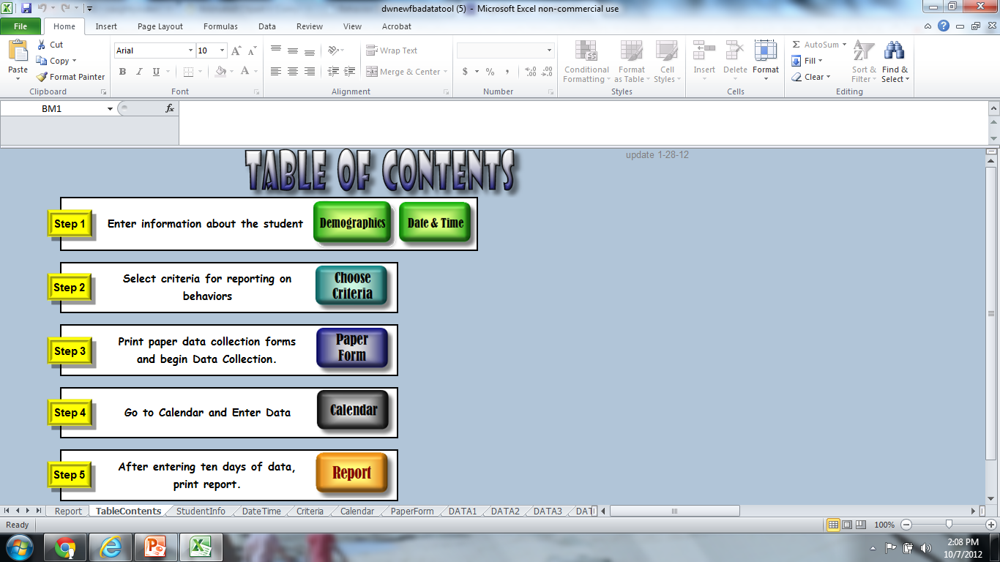 dwnewfbadatatool (5) - Microsoft Excel non-commercial use
File Home Insert Page Layout Formulas Data Review View Acrobat
Paste
Cut
Copy
Format Painter
Clipboard
Arial 10
B I U
Font
Wrap Text
Merge & Center
Alignment
$ % ,
Number
Conditional Formatting
Format as Table
Cell Styles
Styles
Insert Delete Format
Cells
Σ AutoSum
Fill
Clear
Sort & Filter
Find & Select
Editing
BM1 fx
TABLE OF CONTENTS
update 1-28-12
Step 1 Enter information about the student Demographics Date & Time
Step 2 Select criteria for reporting on
behaviors
Choose
Criteria
Step 3 Print paper data collection forms
and begin Data Collection.
Paper
Form
Step 4 Go to Calendar and Enter Data Calendar
Step 5 After entering ten days of data,
print report.
Report
Report TableContents StudentInfo DateTime Criteria Calendar PaperForm DATA1 DATA2 DATA3 DAT
Ready 100%
2:08 PM
10/7/2012